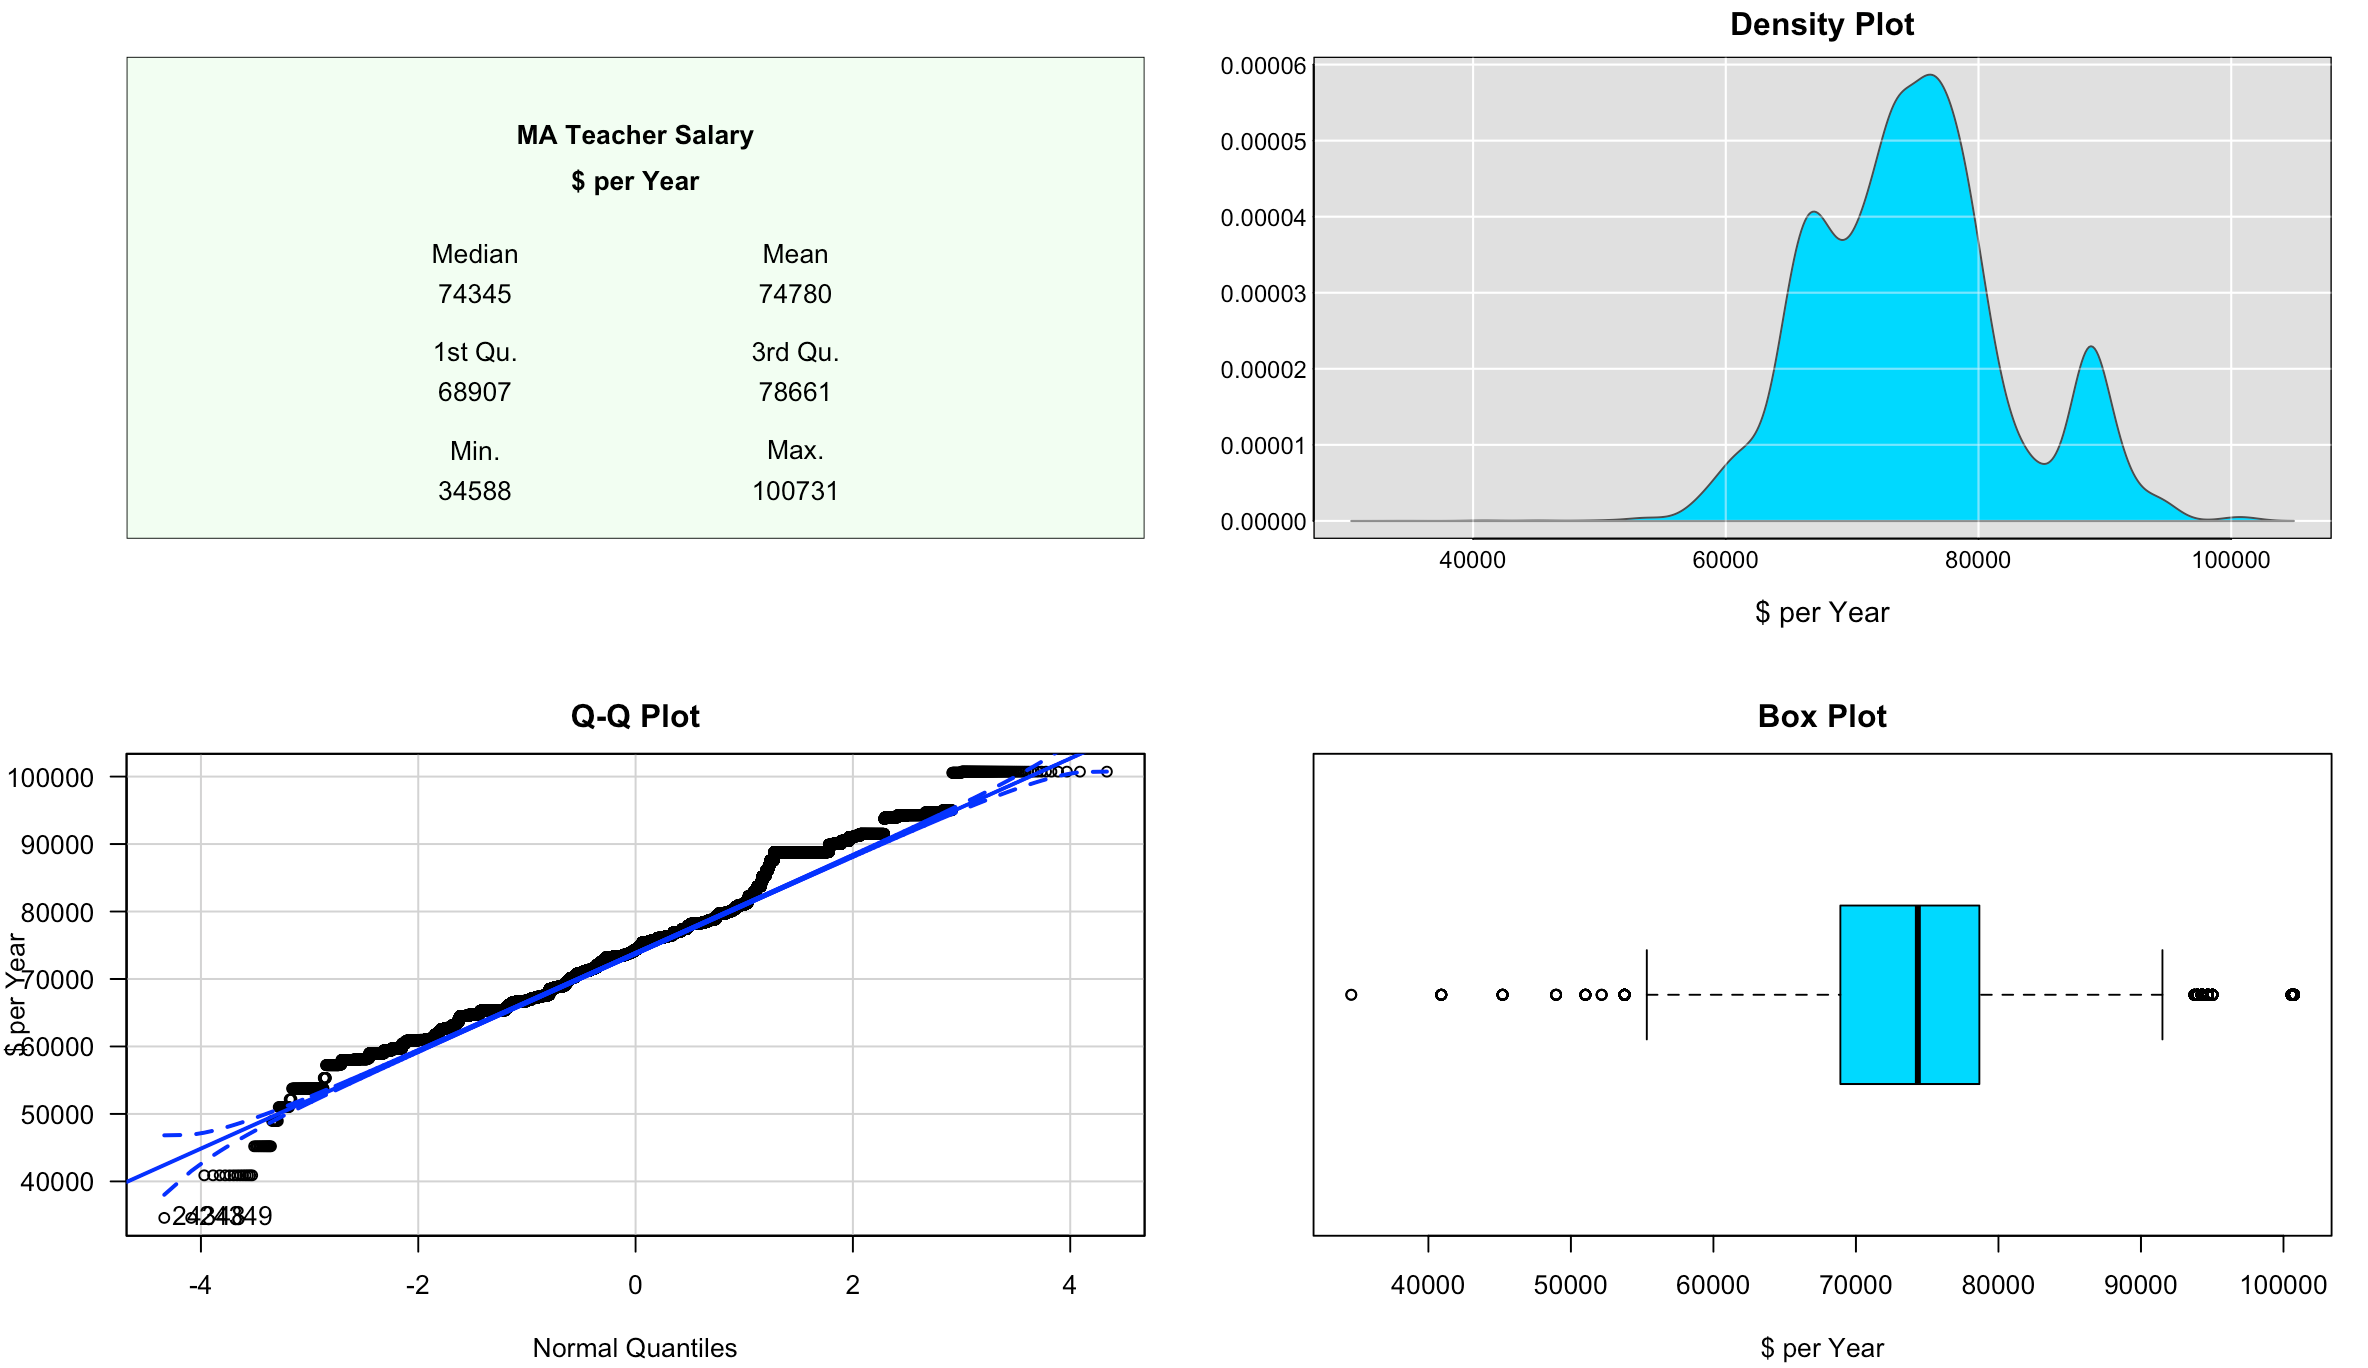 MA Teacher Salary
$ per Year
Median Mean
74345 74780
1st Qu. 3rd Qu.
68907 78661
Min. Max.
34588 100731
Density Plot
0.00006
0.00005
0.00004
0.00003
0.00002
0.00001
0.00000
40000 60000 80000 100000
$ per Year
Q-Q Plot
$ per Year
100000
90000
80000
70000
60000
50000
40000
-4 -2 0 2 4
Normal Quantiles
Box Plot
40000 50000 60000 70000 80000 90000 100000
$ per Year